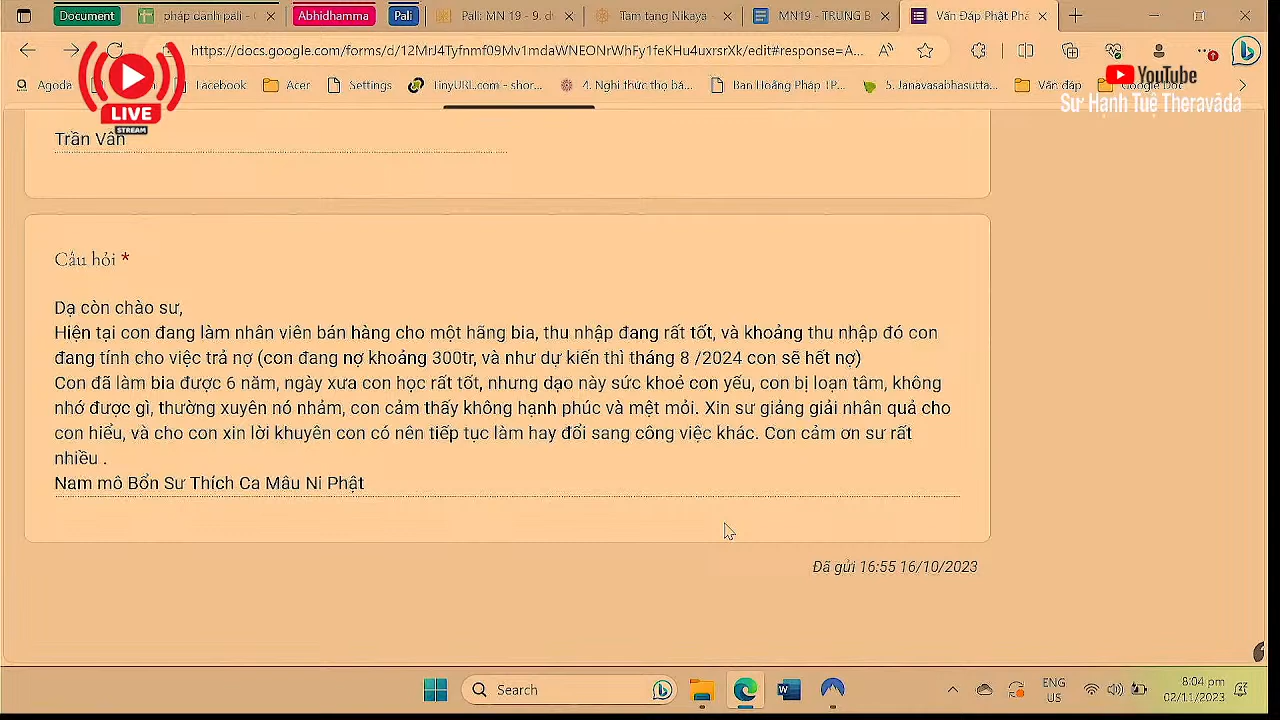 Document
pháp danh pali - C
Abhidhamma
Pali
Pali: MN 19 - 9. d
Tam tạng Nikaya
MN19 - TRUNG B
Vấn Đáp Phật Phá
https://docs.google.com/forms/d/12MrJ4Tyfnmf09Mv1mdaWNEONrWhFy1feKHu4uxrsrXk/edit#response=A...
Agoda
Facebook
Acer
Settings
TinyURL.com - shor...
4. Nghi thức thọ bá...
Ban Hoằng Pháp TP...
5. Janavasabhasutta...
Vấn đáp
Google Dot
LIVE
STREAM
YouTube
Sư Hạnh Tuệ Theravāda
Trần Vân
Câu hỏi *
Dạ còn chào sư,
Hiện tại con đang làm nhân viên bán hàng cho một hãng bia, thu nhập đang rất tốt, và khoảng thu nhập đó con
đang tính cho việc trả nợ (con đang nợ khoảng 300tr, và như dự kiến thì tháng 8 /2024 con sẽ hết nợ)
Con đã làm bia được 6 năm, ngày xưa con học rất tốt, nhưng dạo này sức khoẻ con yếu, con bị loạn tâm, không
nhớ được gì, thường xuyên nó nhảm, con cảm thấy không hạnh phúc và mệt mỏi. Xin sư giảng giải nhân quả cho
con hiểu, và cho con xin lời khuyên con có nên tiếp tục làm hay đổi sang công việc khác. Con cảm ơn sư rất
nhiều .
Nam mô Bổn Sư Thích Ca Mâu Ni Phật
Đã gửi 16:55 16/10/2023
Search
ENG
US
8:04 pm
02/11/2023